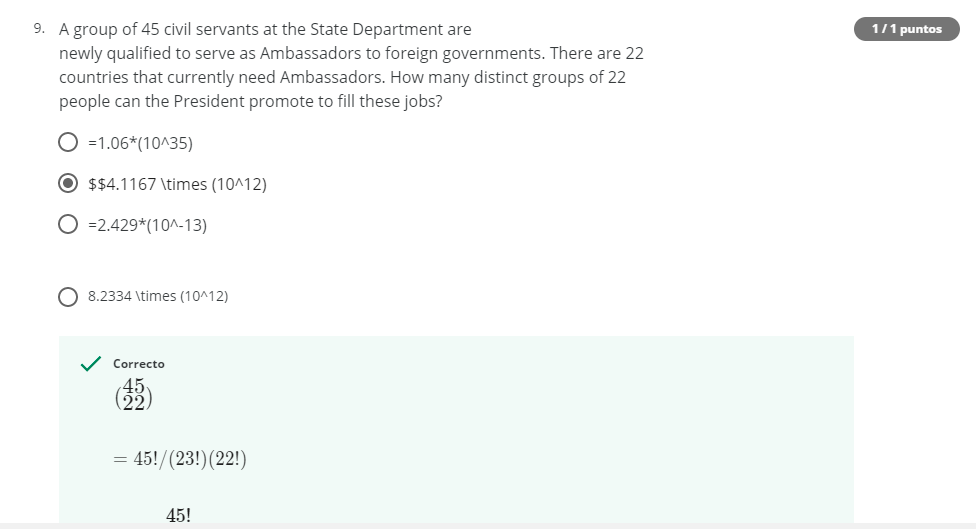 9. A group of 45 civil servants at the State Department are
1 / 1 puntos
newly qualified to serve as Ambassadors to foreign governments. There are 22
countries that currently need Ambassadors. How many distinct groups of 22
people can the President promote to fill these jobs?
=1.06*(10^35)
$$4.1167 \times (10^12)
=2.429*(10^-13)
8.2334 \times (10^12)
Correcto
(45
22)
= 45!/(23!)(22!)
45!